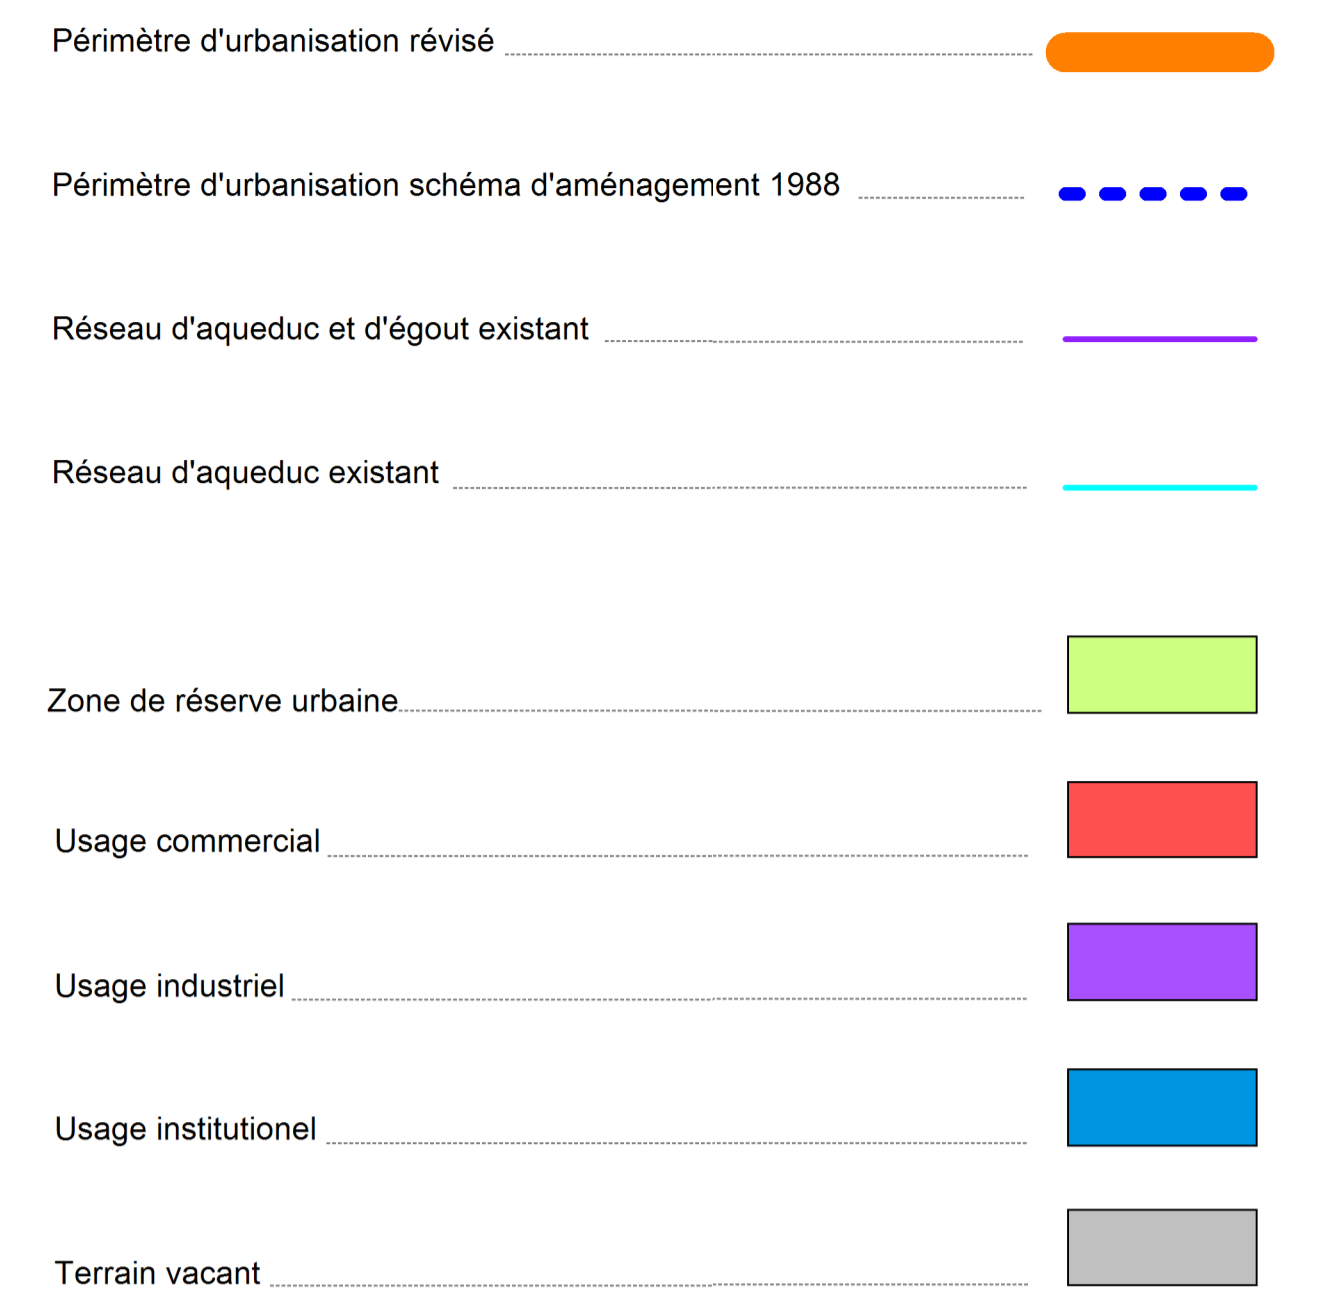 Périmètre d'urbanisation révisé
Périmètre d'urbanisation schéma d'aménagement 1988
Réseau d'aqueduc et d'égout existant
Réseau d'aqueduc existant
Zone de réserve urbaine
Usage commercial
Usage industriel
Usage institutionel
Terrain vacant